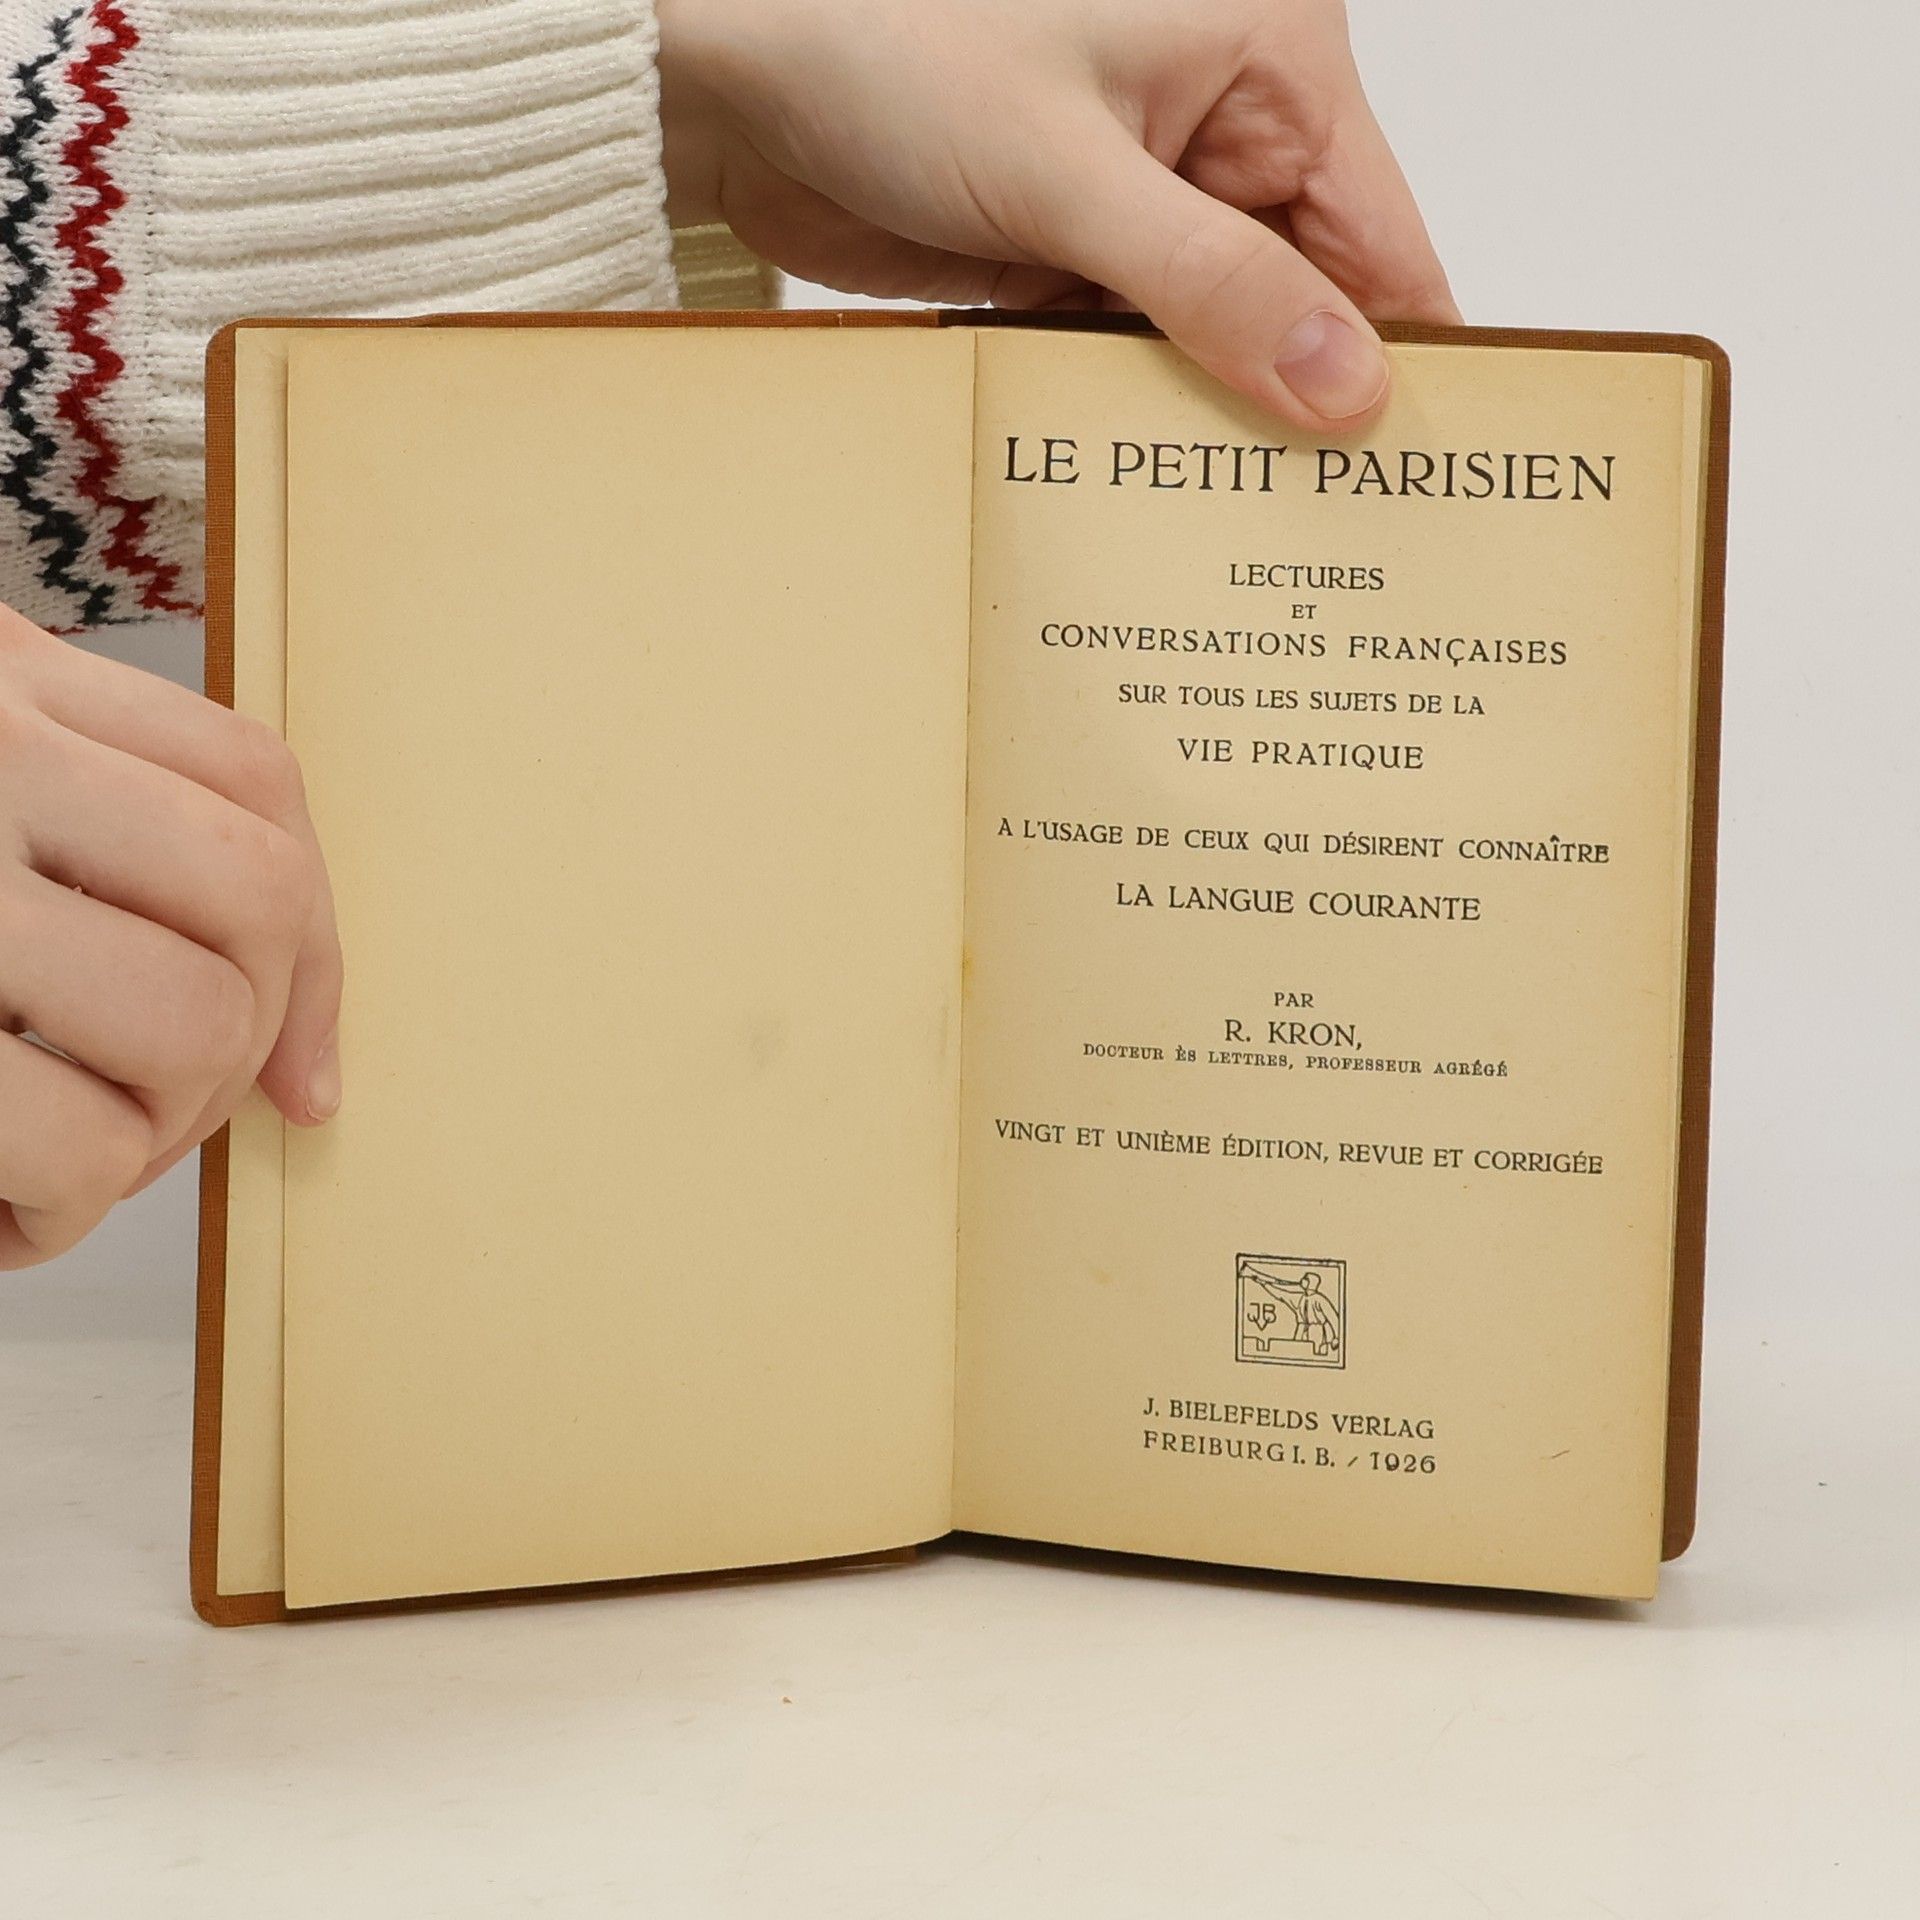 LE PETIT PARISIEN
LECTURES
ET
CONVERSATIONS FRANÇAISES
SUR TOUS LES SUJETS DE LA
VIE PRATIQUE
A L'USAGE DE CEUX QUI DÉSIRENT CONNAÎTRE
LA LANGUE COURANTE
PAR
R. KRON,
DOCTEUR ÈS LETTRES, PROFESSEUR AGRÉGÉ
VINGT ET UNIÈME ÉDITION, REVUE ET CORRIGÉE
JBV
J. BIELEFELDS VERLAG
FREIBURG I. B. / 1926